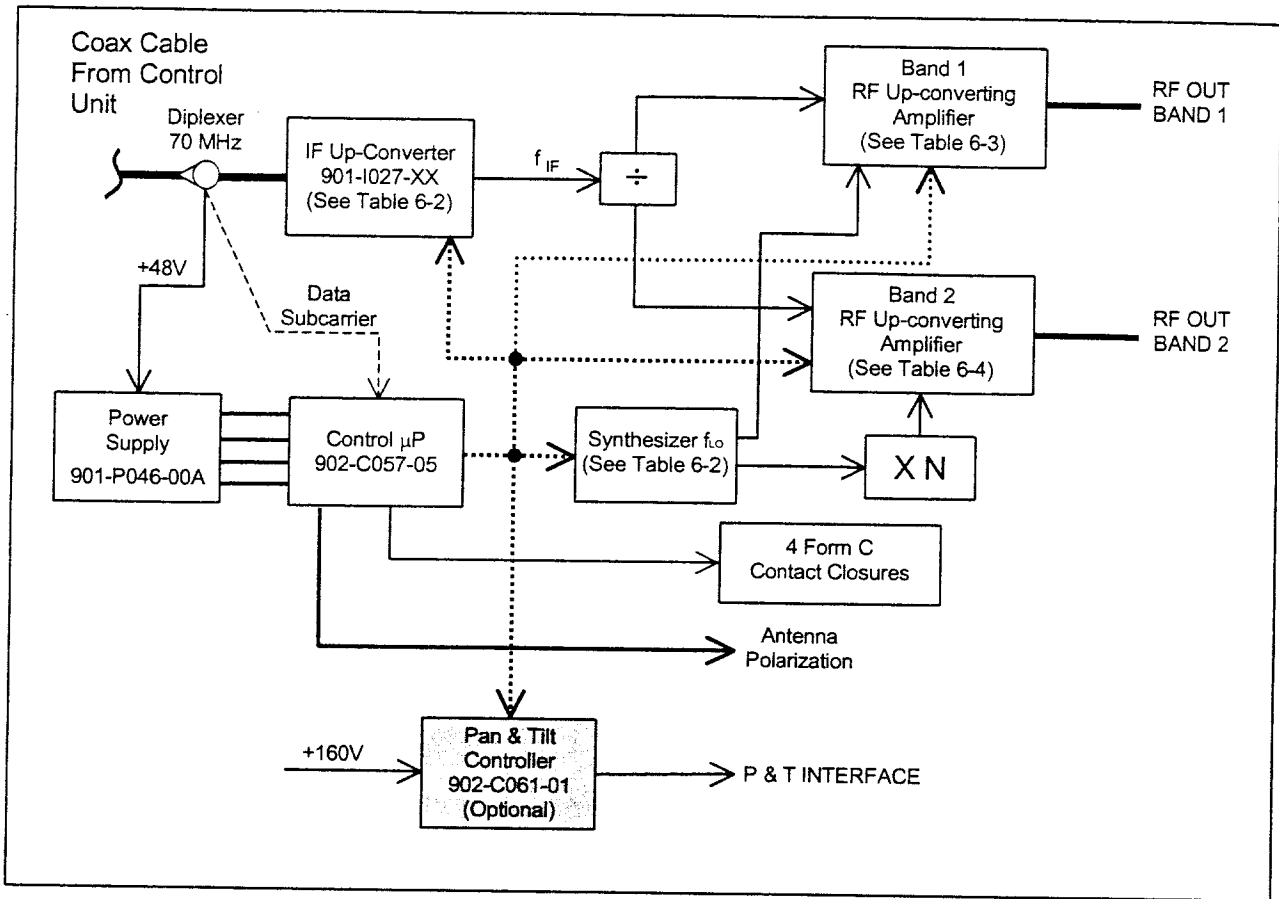 Coax Cable
From Control
Unit
Diplexer
70 MHz
IF Up-Converter
901-I027-XX
(See Table 6-2)
f IF
÷
Band 1
RF Up-converting
Amplifier
(See Table 6-3)
RF OUT
BAND 1
+48V
Data
Subcarrier
Band 2
RF Up-converting
Amplifier
(See Table 6-4)
RF OUT
BAND 2
Power
Supply
901-P046-00A
Control µP
902-C057-05
Synthesizer fLO
(See Table 6-2)
X N
4 Form C
Contact Closures
Antenna
Polarization
+160V
Pan & Tilt
Controller
902-C061-01
(Optional)
P & T INTERFACE